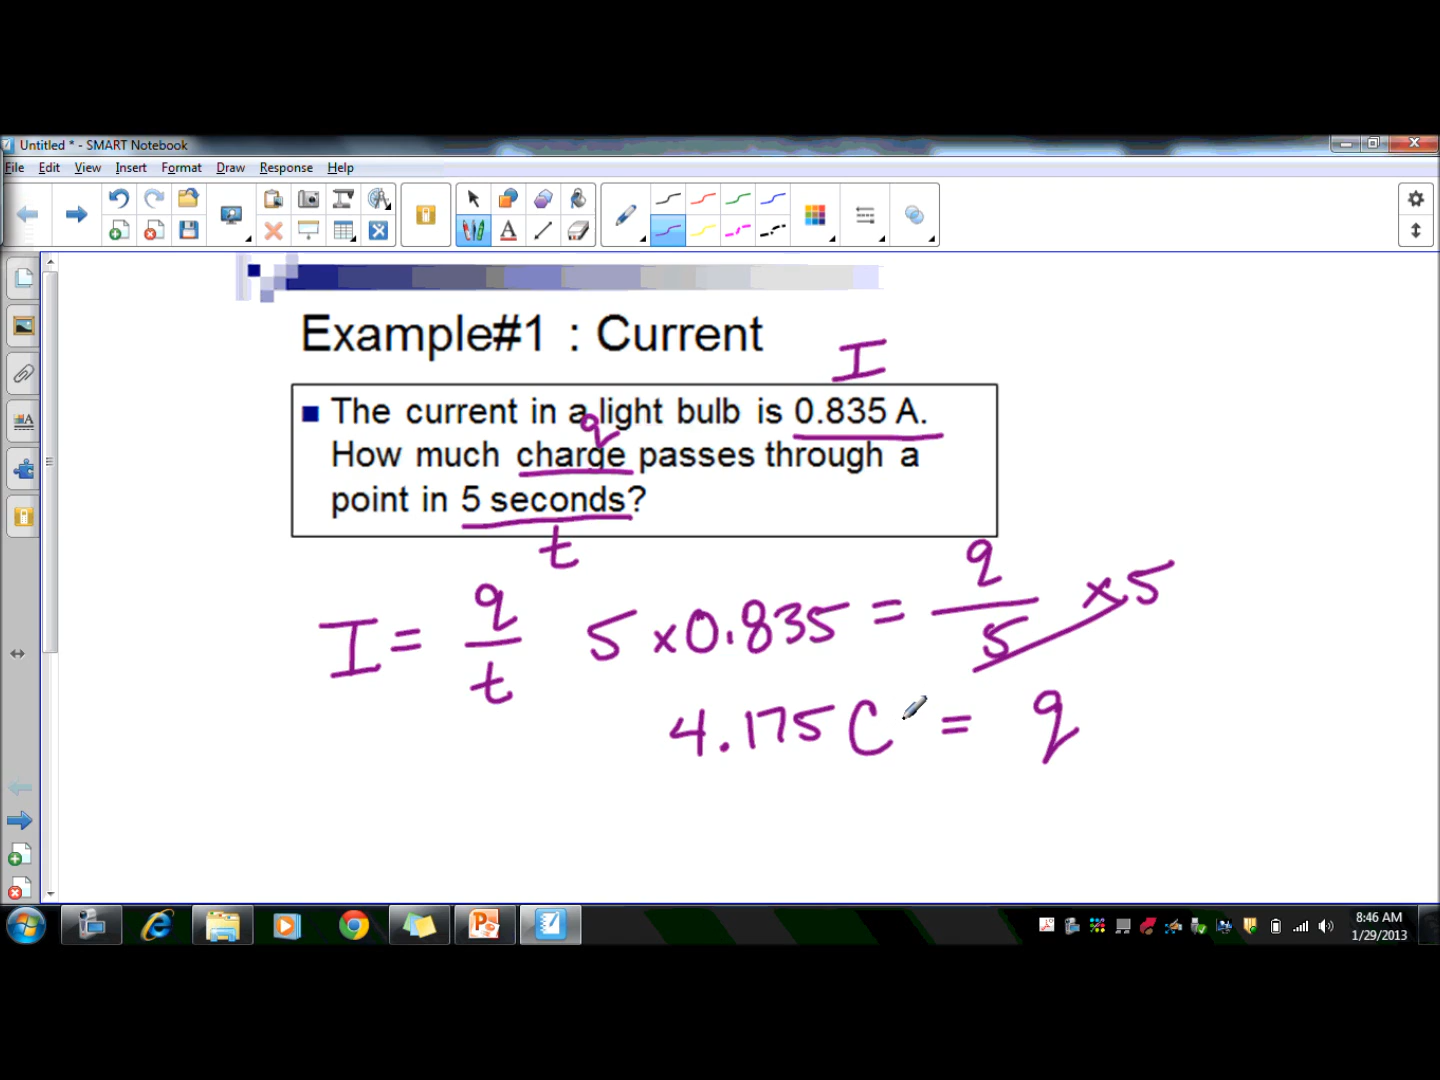 Untitled * - SMART Notebook
File Edit View Insert Format Draw Response Help
Example#1 : Current
I
The current in a light bulb is 0.835 A.
q
How much charge passes through a
point in 5 seconds?
t
I = q/t 5 x 0.835 = q/5 x 5
4.175 C = q
8:46 AM
1/29/2013